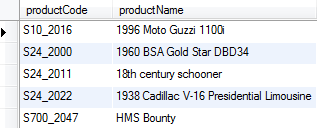 productCode productName
S10_2016 1996 Moto Guzzi 1100i
S24_2000 1960 BSA Gold Star DBD34
S24_2011 18th century schooner
S24_2022 1938 Cadillac V-16 Presidential Limousine
S700_2047 HMS Bounty